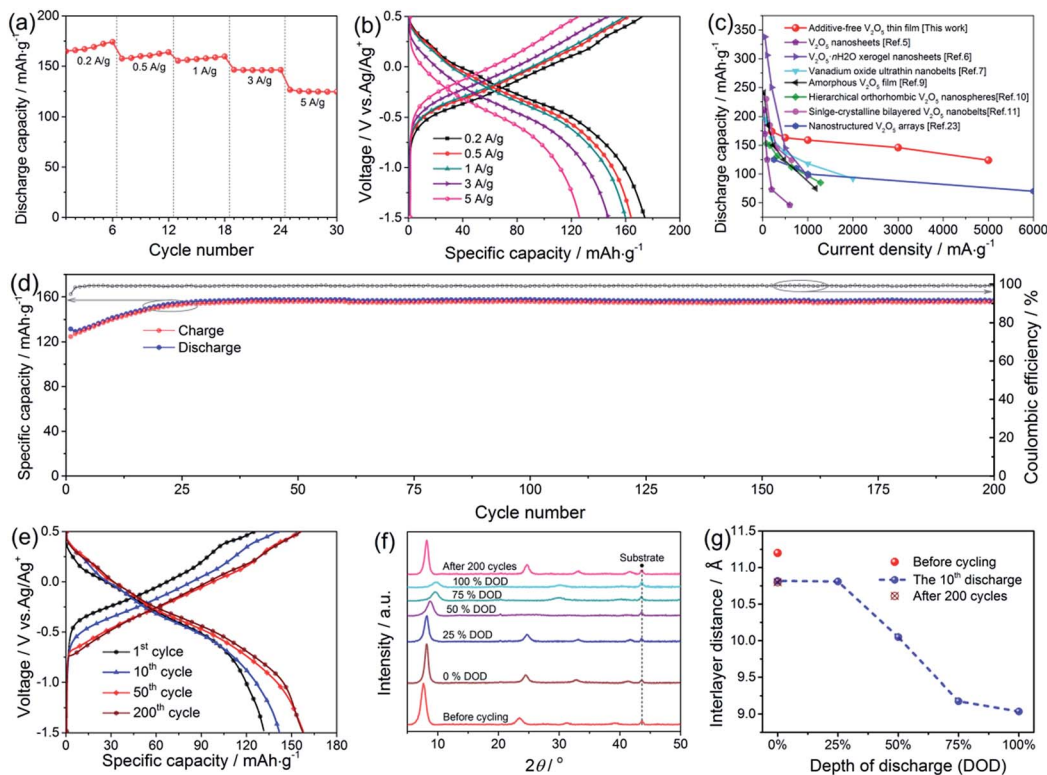 (a)
200
150
100
50
0
0.2 A/g
0.5 A/g
1 A/g
3 A/g
5 A/g
0 6 12 18 24 30
Cycle number
Discharge capacity / mAh·g⁻¹
(b)
0.5
0.0
-0.5
-1.0
-1.5
0.2 A/g
0.5 A/g
1 A/g
3 A/g
5 A/g
0 40 80 120 160 200
Specific capacity / mAh·g⁻¹
Voltage / V vs.Ag/Ag⁺
(c)
Additive-free V₂O₅ thin film [This work]
V₂O₅ nanosheets [Ref.5]
V₂O₅·nH2O xerogel nanosheets [Ref.6]
Vanadium oxide ultrathin nanobelts [Ref.7]
Amorphous V₂O₅ film [Ref.9]
Hierarchical orthorhombic V₂O₅ nanospheres[Ref.10]
Sinlge-crystalline bilayered V₂O₅ nanobelts[Ref.11]
Nanostructured V₂O₅ arrays [Ref.23]
350
300
250
200
150
100
50
0
0 1000 2000 3000 4000 5000 6000
Current density / mA·g⁻¹
Discharge capacity / mAh·g⁻¹
(d)
160
120
80
40
0
Charge
Discharge
100
80
60
40
20
0
0 25 50 75 100 125 150 175 200
Cycle number
Specific capacity / mAh·g⁻¹
Coulombic efficiency / %
(e)
0.5
0.0
-0.5
-1.0
-1.5
1ˢᵗ cylce
10ᵗʰ cycle
50ᵗʰ cycle
200ᵗʰ cycle
0 30 60 90 120 150 180
Specific capacity / mAh·g⁻¹
Voltage / V vs.Ag/Ag⁺
(f)
After 200 cycles
Substrate
100 % DOD
75 % DOD
50 % DOD
25 % DOD
0 % DOD
Before cycling
10 20 30 40 50
2θ / °
Intensity / a.u.
(g)
11.5
11.0
10.5
10.0
9.5
9.0
Before cycling
The 10ᵗʰ discharge
After 200 cycles
0% 25% 50% 75% 100%
Depth of discharge (DOD)
Interlayer distance / Å